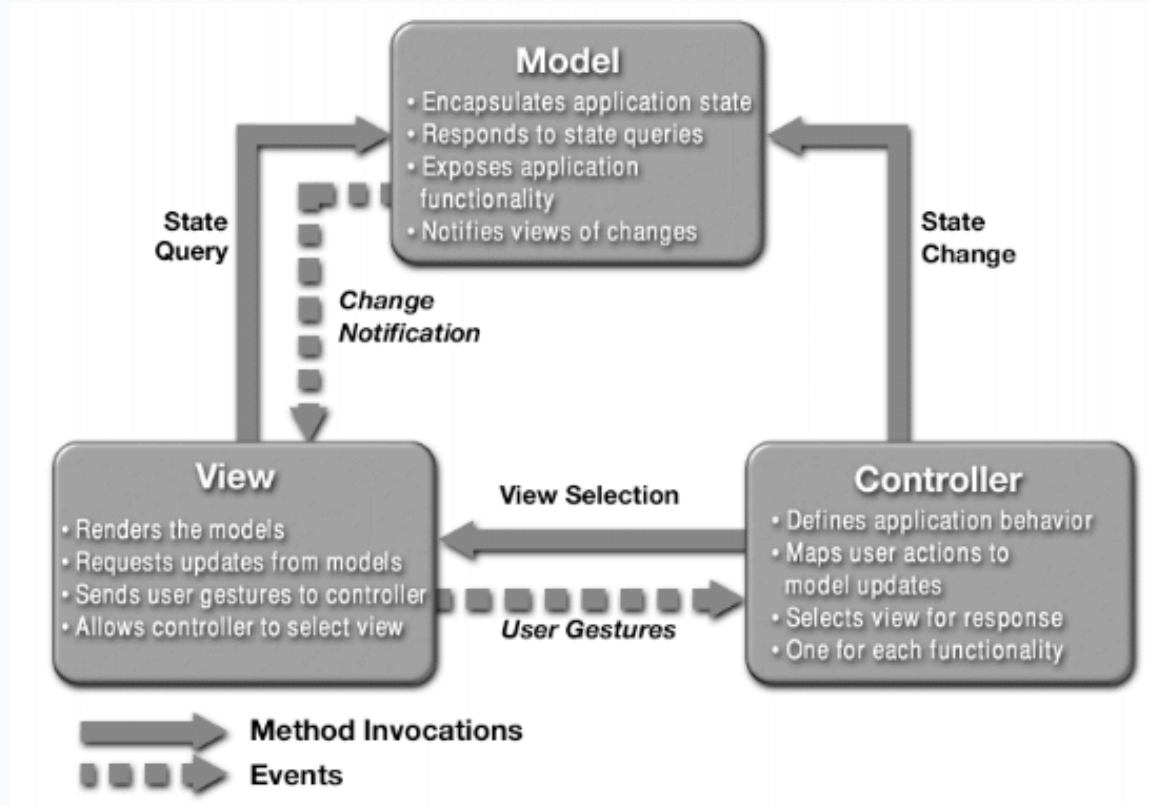 Model
• Encapsulates application state
• Responds to state queries
• Exposes application
functionality
• Notifies views of changes
State
Query
State
Change
Change
Notification
View
• Renders the models
• Requests updates from models
• Sends user gestures to controller
• Allows controller to select view
View Selection
User Gestures
Controller
• Defines application behavior
• Maps user actions to
model updates
• Selects view for response
• One for each functionality
Method Invocations
Events